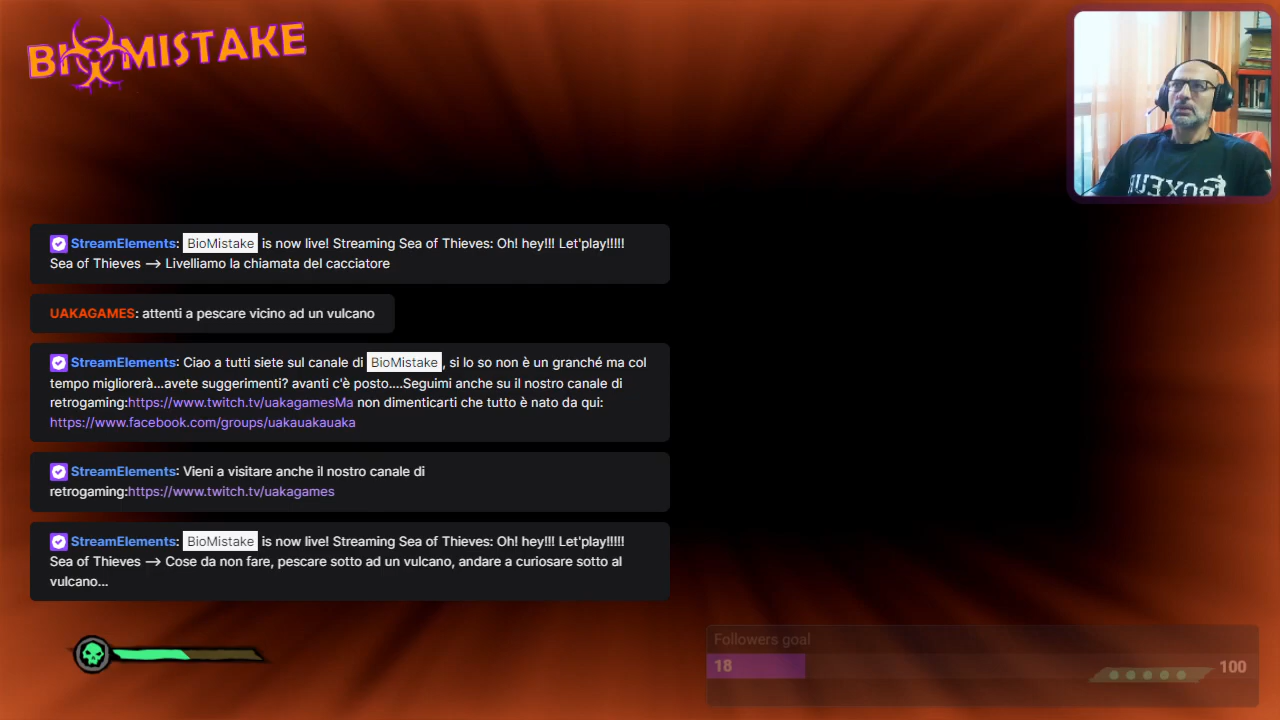 BIOMISTAKE
StreamElements: BioMistake is now live! Streaming Sea of Thieves: Oh! hey!!! Let'play!!!!!
Sea of Thieves --> Livelliamo la chiamata del cacciatore
UAKAGAMES: attenti a pescare vicino ad un vulcano
StreamElements: Ciao a tutti siete sul canale di BioMistake, si lo so non è un granché ma col
tempo migliorerà...avete suggerimenti? avanti c'è posto....Seguimi anche su il nostro canale di
retrogaming:https://www.twitch.tv/uakagamesMa non dimenticarti che tutto è nato da qui:
https://www.facebook.com/groups/uakauakauaka
StreamElements: Vieni a visitare anche il nostro canale di
retrogaming:https://www.twitch.tv/uakagames
StreamElements: BioMistake is now live! Streaming Sea of Thieves: Oh! hey!!! Let'play!!!!!
Sea of Thieves --> Cose da non fare, pescare sotto ad un vulcano, andare a curiosare sotto al
vulcano...
Followers goal
18 100